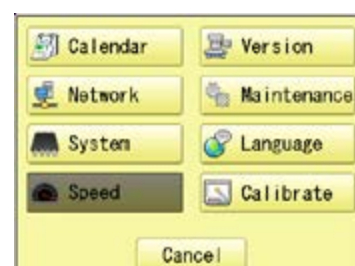 Calendar
Version
Network
Maintenance
System
Language
Speed
Calibrate
Cancel